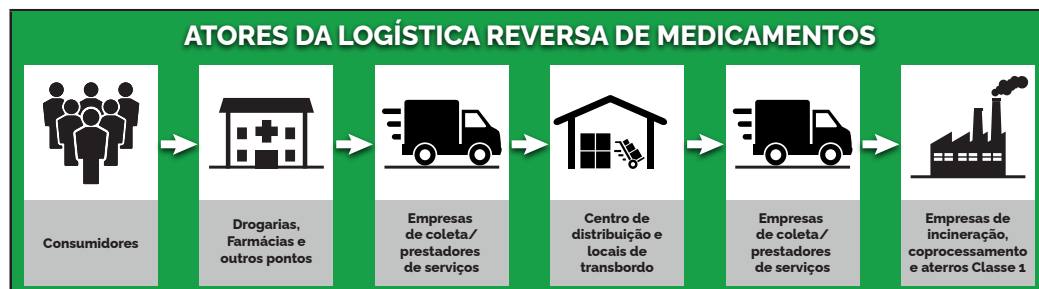 ATORES DA LOGÍSTICA REVERSA DE MEDICAMENTOS
Consumidores
Drogarias,
Farmácias e
outros pontos
Empresas
de coleta/
prestadores
de serviços
Centro de
distribuição e
locais de
transbordo
Empresas
de coleta/
prestadores
de serviços
Empresas de
incineração,
coprocessamento
e aterros Classe 1